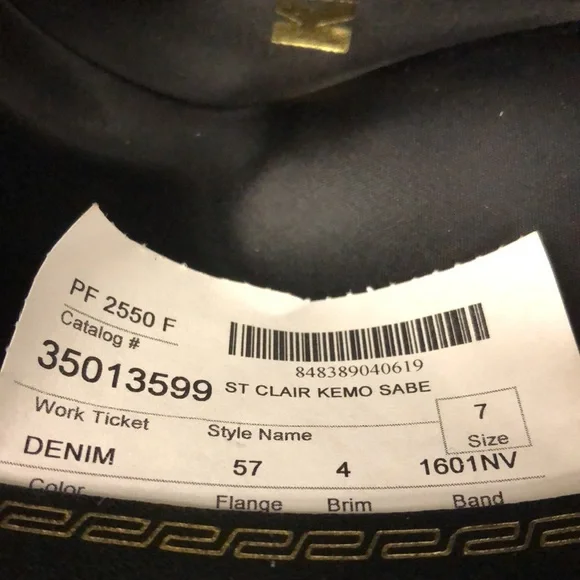 PF 2550 F
Catalog #
848389040619
35013599 ST CLAIR KEMO SABE
Work Ticket Style Name 7
Size
DENIM 57 4 1601NV
Color Flange Brim Band